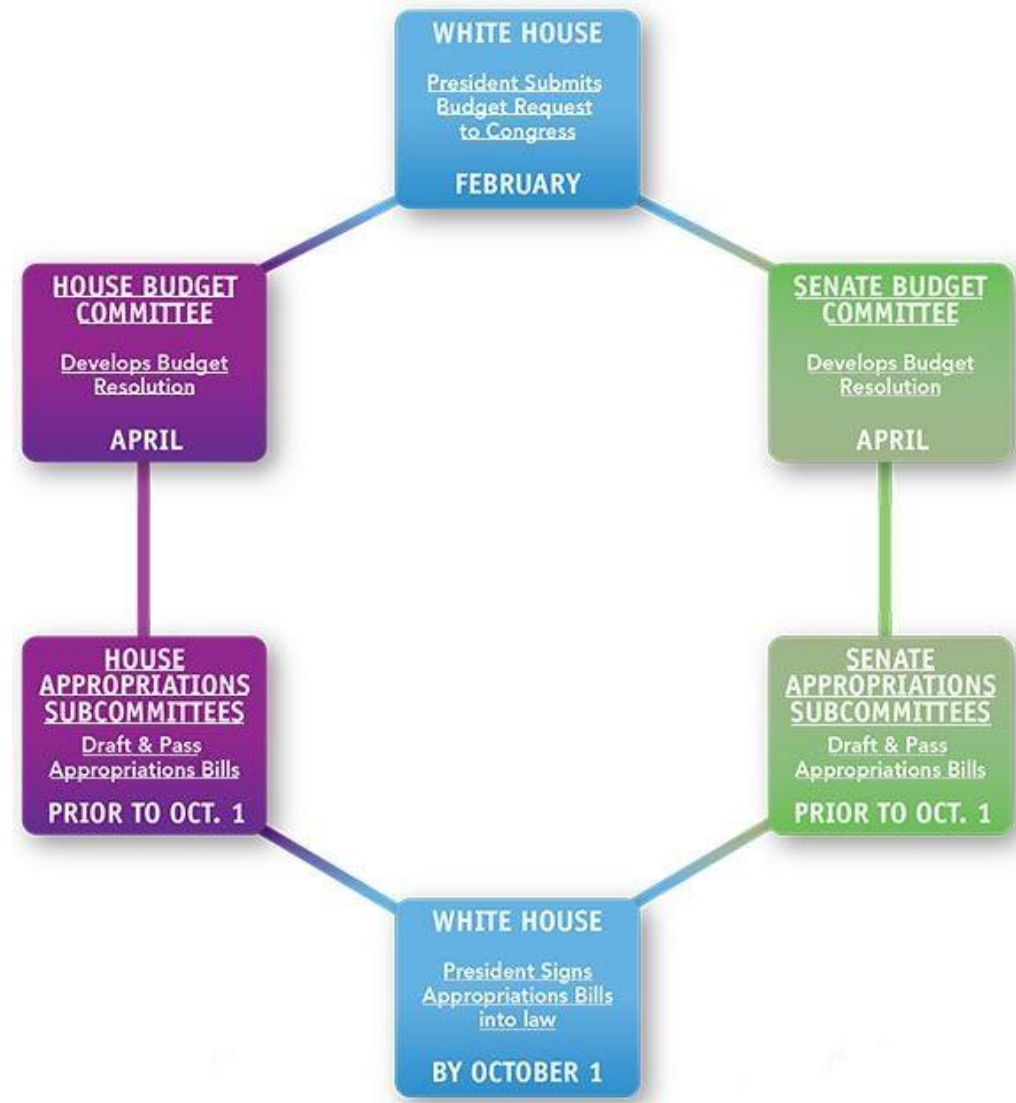 WHITE HOUSE
President Submits
Budget Request
to Congress
FEBRUARY
HOUSE BUDGET
COMMITTEE
Develops Budget
Resolution
APRIL
SENATE BUDGET
COMMITTEE
Develops Budget
Resolution
APRIL
HOUSE
APPROPRIATIONS
SUBCOMMITTEES
Draft & Pass
Appropriations Bills
PRIOR TO OCT. 1
SENATE
APPROPRIATIONS
SUBCOMMITTEES
Draft & Pass
Appropriations Bills
PRIOR TO OCT. 1
WHITE HOUSE
President Signs
Appropriations Bills
into law
BY OCTOBER 1